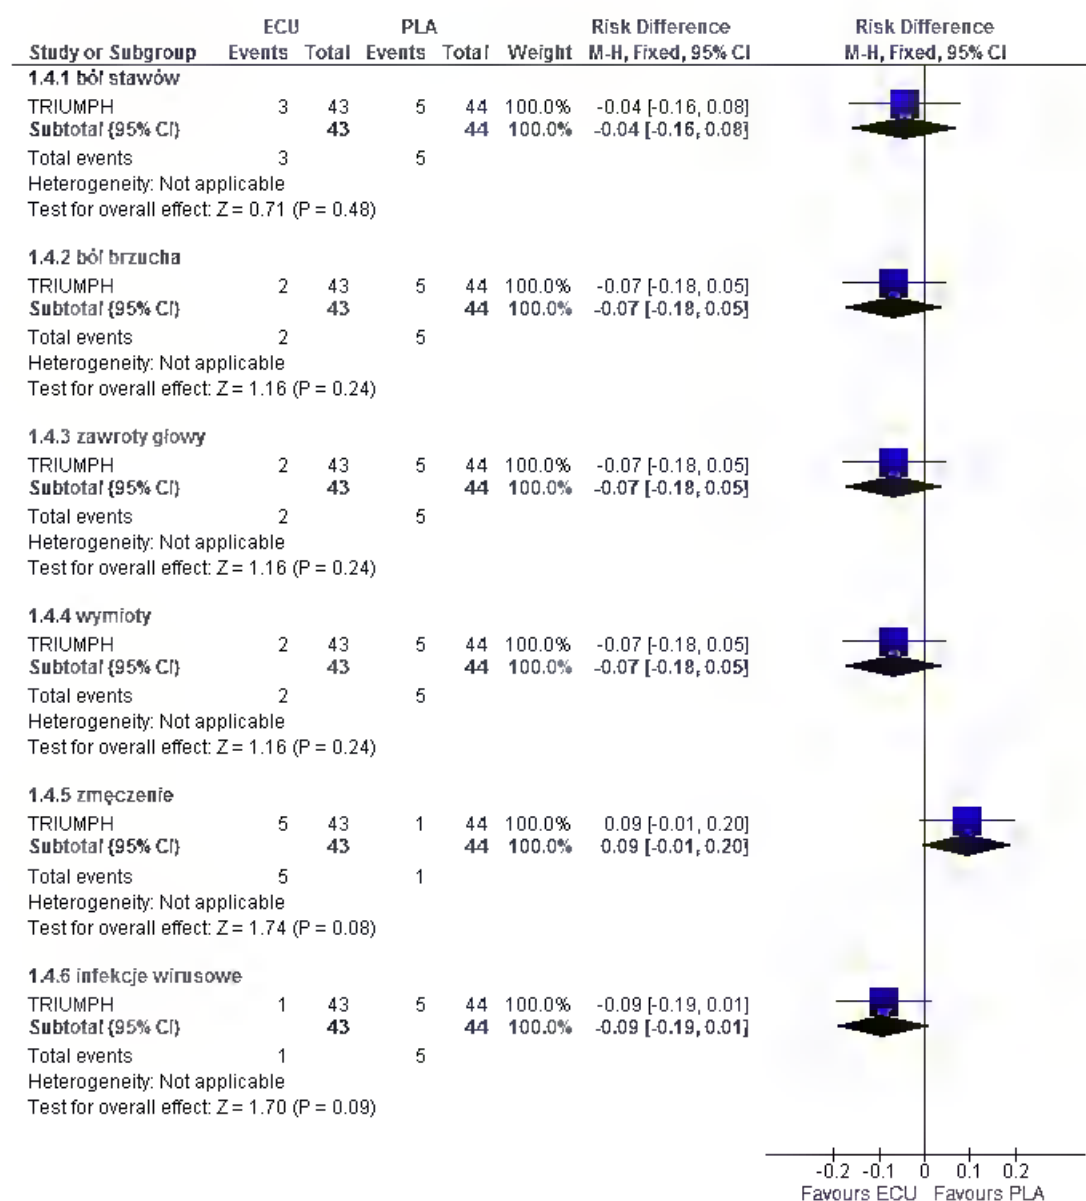 ECU PLA Risk Difference Risk Difference
Study or Subgroup Events Total Events Total Weight M-H, Fixed, 95% CI M-H, Fixed, 95% CI
1.4.1 ból stawów
TRIUMPH 3 43 5 44 100.0% -0.04 [-0.16, 0.08]
Subtotal (95% CI) 43 44 100.0% -0.04 [-0.16, 0.08]
Total events 3 5
Heterogeneity: Not applicable
Test for overall effect: Z = 0.71 (P = 0.48)
1.4.2 ból brzucha
TRIUMPH 2 43 5 44 100.0% -0.07 [-0.18, 0.05]
Subtotal (95% CI) 43 44 100.0% -0.07 [-0.18, 0.05]
Total events 2 5
Heterogeneity: Not applicable
Test for overall effect: Z = 1.16 (P = 0.24)
1.4.3 zawroty głowy
TRIUMPH 2 43 5 44 100.0% -0.07 [-0.18, 0.05]
Subtotal (95% CI) 43 44 100.0% -0.07 [-0.18, 0.05]
Total events 2 5
Heterogeneity: Not applicable
Test for overall effect: Z = 1.16 (P = 0.24)
1.4.4 wymioty
TRIUMPH 2 43 5 44 100.0% -0.07 [-0.18, 0.05]
Subtotal (95% CI) 43 44 100.0% -0.07 [-0.18, 0.05]
Total events 2 5
Heterogeneity: Not applicable
Test for overall effect: Z = 1.16 (P = 0.24)
1.4.5 zmęczenie
TRIUMPH 5 43 1 44 100.0% 0.09 [-0.01, 0.20]
Subtotal (95% CI) 43 44 100.0% 0.09 [-0.01, 0.20]
Total events 5 1
Heterogeneity: Not applicable
Test for overall effect: Z = 1.74 (P = 0.08)
1.4.6 infekcje wirusowe
TRIUMPH 1 43 5 44 100.0% -0.09 [-0.19, 0.01]
Subtotal (95% CI) 43 44 100.0% -0.09 [-0.19, 0.01]
Total events 1 5
Heterogeneity: Not applicable
Test for overall effect: Z = 1.70 (P = 0.09)
-0.2 -0.1 0 0.1 0.2
Favours ECU Favours PLA